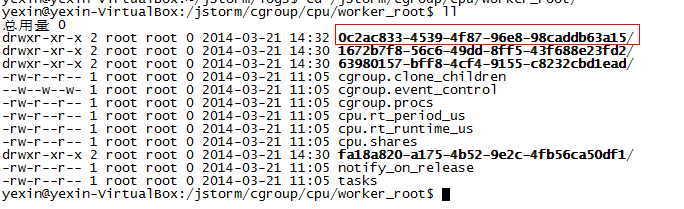 yexin@yexin-VirtualBox:~/jstorm/logs$ cd /jstorm/cgroup/cpu/worker_root/
yexin@yexin-VirtualBox:/jstorm/cgroup/cpu/worker_root$ ll
总用量 0
drwxr-xr-x 2 root root 0 2014-03-21 14:32 0c2ac833-4539-4f87-96e8-98caddb63a15/
drwxr-xr-x 2 root root 0 2014-03-21 14:30 1672b7f8-56c6-49dd-8ff5-43f688e23fd2/
drwxr-xr-x 2 root root 0 2014-03-21 14:30 63980157-bff8-4cf4-9155-c8232cbd1ead/
-rw-r--r-- 1 root root 0 2014-03-21 11:05 cgroup.clone_children
--w--w--w- 1 root root 0 2014-03-21 11:05 cgroup.event_control
-rw-r--r-- 1 root root 0 2014-03-21 11:05 cgroup.procs
-rw-r--r-- 1 root root 0 2014-03-21 11:05 cpu.rt_period_us
-rw-r--r-- 1 root root 0 2014-03-21 11:05 cpu.rt_runtime_us
-rw-r--r-- 1 root root 0 2014-03-21 11:05 cpu.shares
drwxr-xr-x 2 root root 0 2014-03-21 14:30 fa18a820-a175-4b52-9e2c-4fb56ca50df1/
-rw-r--r-- 1 root root 0 2014-03-21 11:05 notify_on_release
-rw-r--r-- 1 root root 0 2014-03-21 11:05 tasks
yexin@yexin-VirtualBox:/jstorm/cgroup/cpu/worker_root$